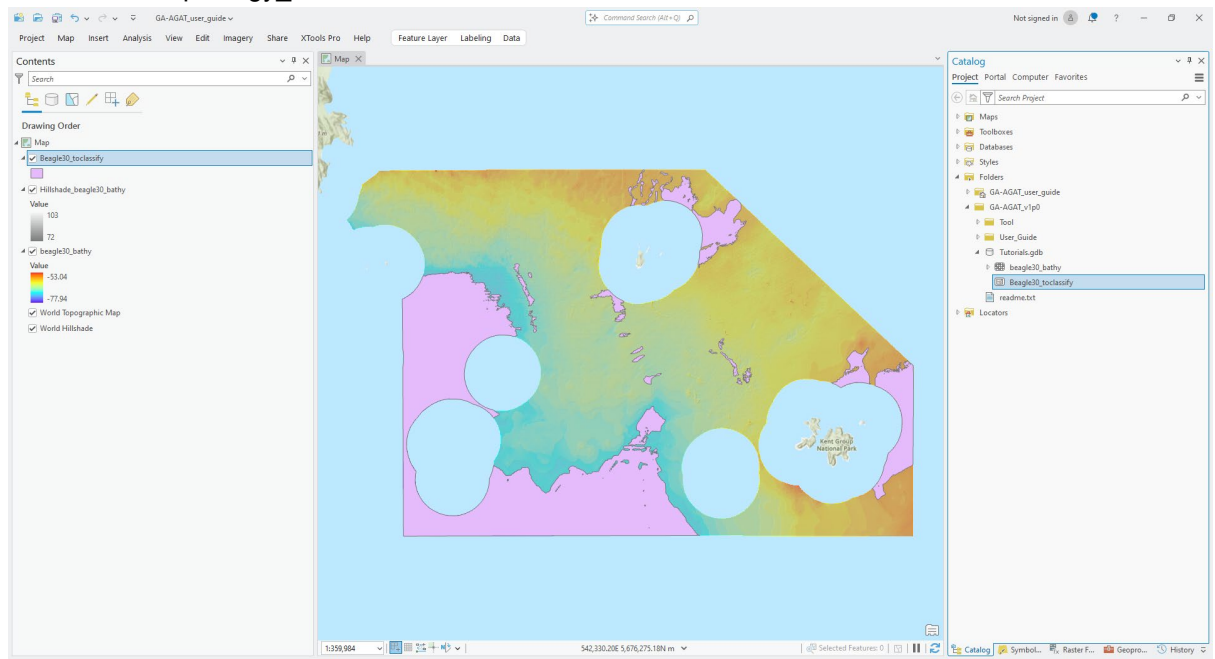 GA-AGAT_user_guide
Command Search (Alt+Q)
Not signed in
Project Map Insert Analysis View Edit Imagery Share XTools Pro Help Feature Layer Labeling Data
Contents
Search
Drawing Order
Map
Beagle30_toclassify
Hillshade_beagle30_bathy
Value
103
72
beagle30_bathy
Value
-53.04
-77.94
World Topographic Map
World Hillshade
Map
Kent Group
National Park
1:359,984
542,330.20E 5,676,275.18N m
Selected Features: 0
Catalog
Project Portal Computer Favorites
Search Project
Maps
Toolboxes
Databases
Styles
Folders
GA-AGAT_user_guide
GA-AGAT_v1p0
Tool
User_Guide
Tutorials.gdb
beagle30_bathy
Beagle30_toclassify
readme.txt
Locators
Catalog Symbol... Raster F... Geopro... History